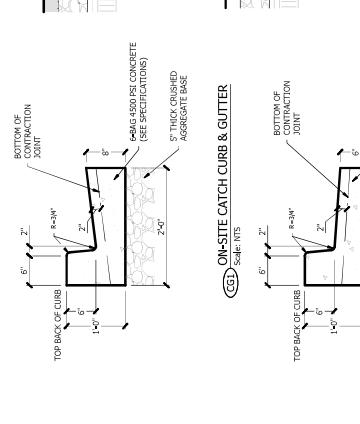 BOTTOM OF
CONTRACTION
JOINT
6-BAG 4500 PSI CONCRETE
(SEE SPECIFICATIONS)
5" THICK CRUSHED
AGGREGATE BASE
8"
2"
R=3/4"
2"
6"
2'-0"
6"
1'-0"
TOP BACK OF CURB
ON-SITE CATCH CURB & GUTTER
CG1
Scale: NTS
BOTTOM OF
CONTRACTION
JOINT
6"
2"
R=3/4"
2"
6"
6"
1'-0"
TOP BACK OF CURB